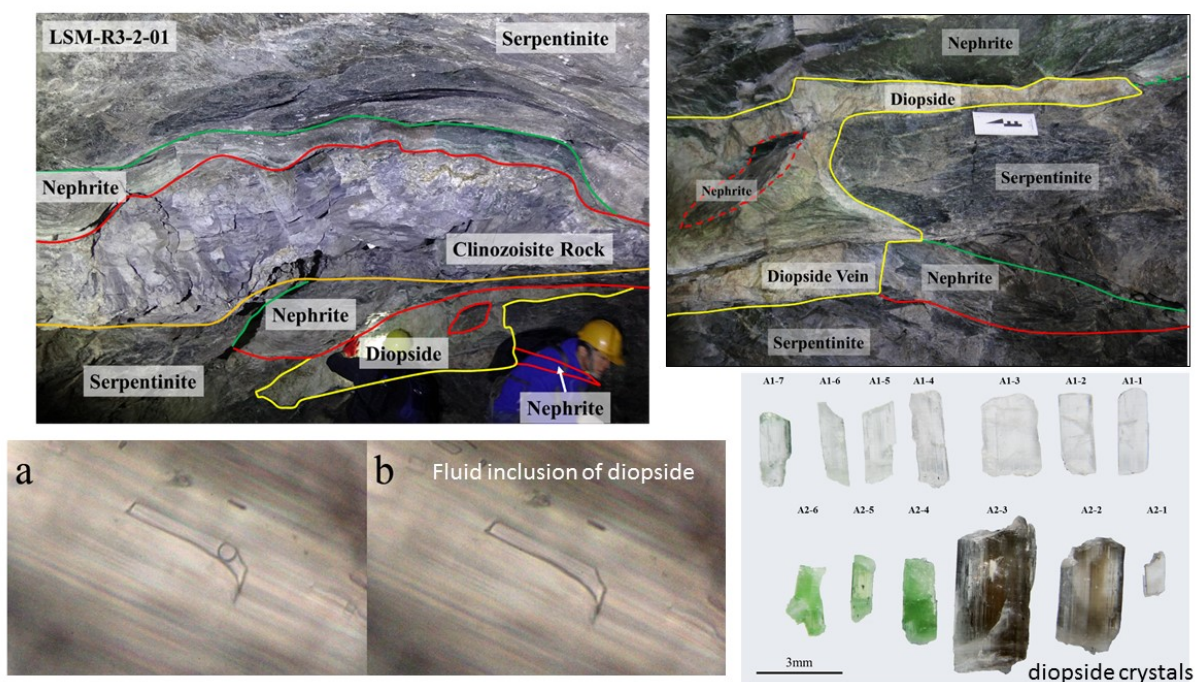 LSM-R3-2-01
Serpentinite
Nephrite
Clinozoisite Rock
Nephrite
Diopside
Serpentinite
Nephrite
Nephrite
Diopside
Nephrite
Serpentinite
Diopside Vein
Nephrite
Serpentinite
a
b
Fluid inclusion of diopside
A1-7 A1-6 A1-5 A1-4 A1-3 A1-2 A1-1
A2-6 A2-5 A2-4 A2-3 A2-2 A2-1
3mm
diopside crystals